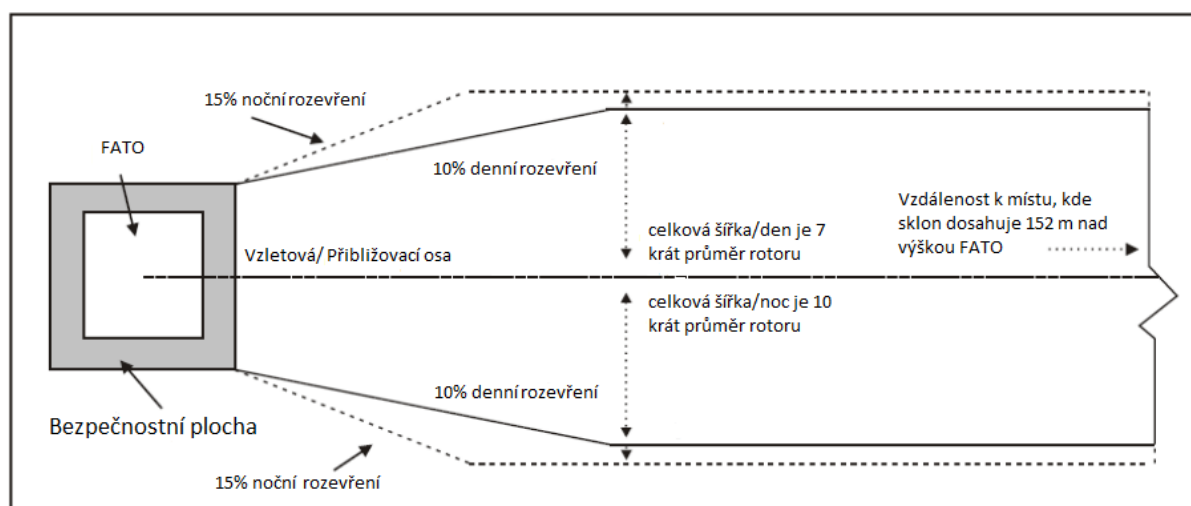 15% noční rozevření
FATO
10% denní rozevření
Vzdálenost k místu, kde
sklon dosahuje 152 m nad
výškou FATO
celková šířka/den je 7
krát průměr rotoru
Vzletová/ Přibližovací osa
celková šířka/noc je 10
krát průměr rotoru
10% denní rozevření
Bezpečnostní plocha
15% noční rozevření